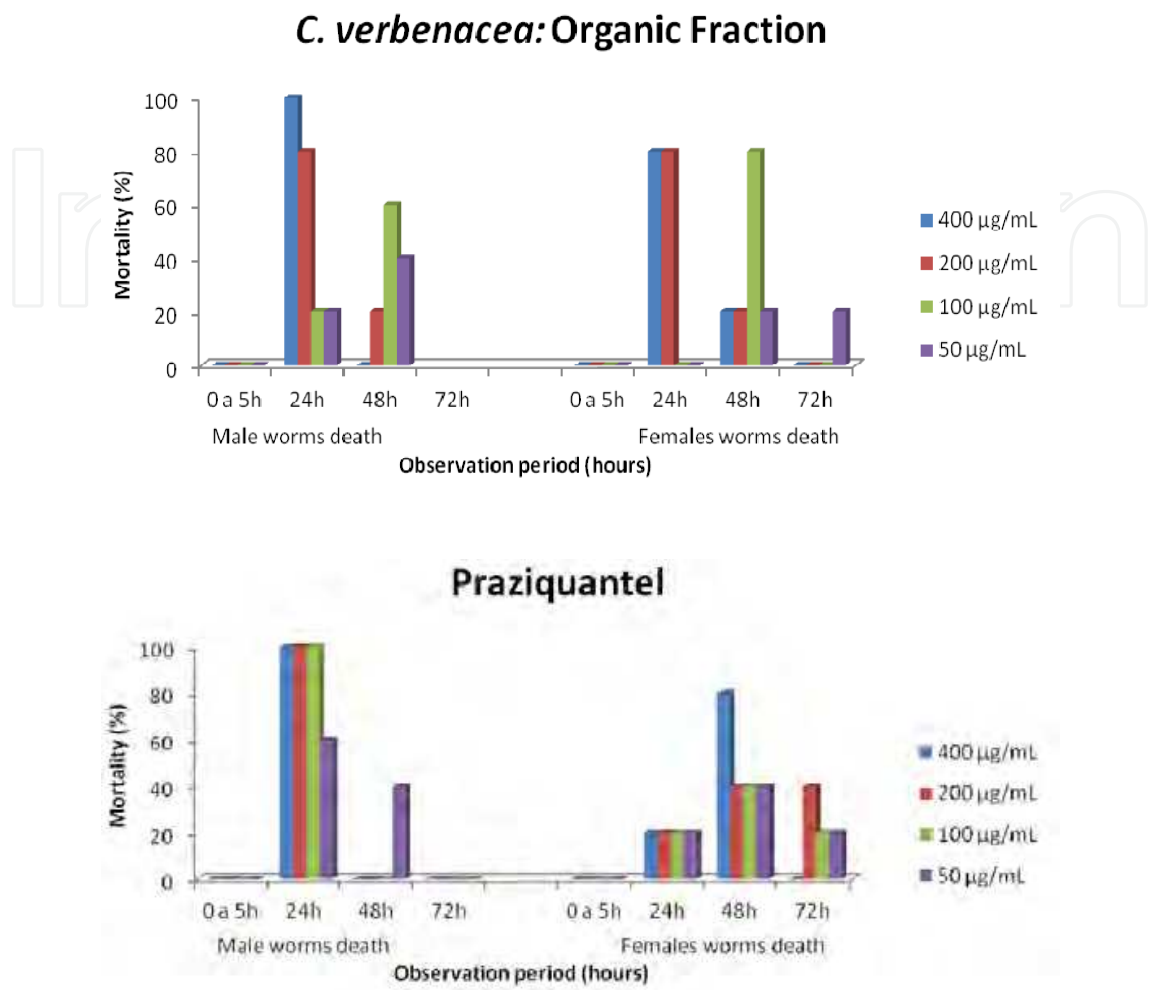 C. verbenacea: Organic Fraction
100
80
60
40
20
0
Mortality (%)
0 a 5h 24h 48h 72h 0 a 5h 24h 48h 72h
Male worms death Females worms death
Observation period (hours)
400 µg/mL
200 µg/mL
100 µg/mL
50 µg/mL
Praziquantel
100
80
60
40
20
0
Mortality (%)
0 a 5h 24h 48h 72h 0 a 5h 24h 48h 72h
Male worms death Females worms death
Observation period (hours)
400 µg/mL
200 µg/mL
100 µg/mL
50 µg/mL